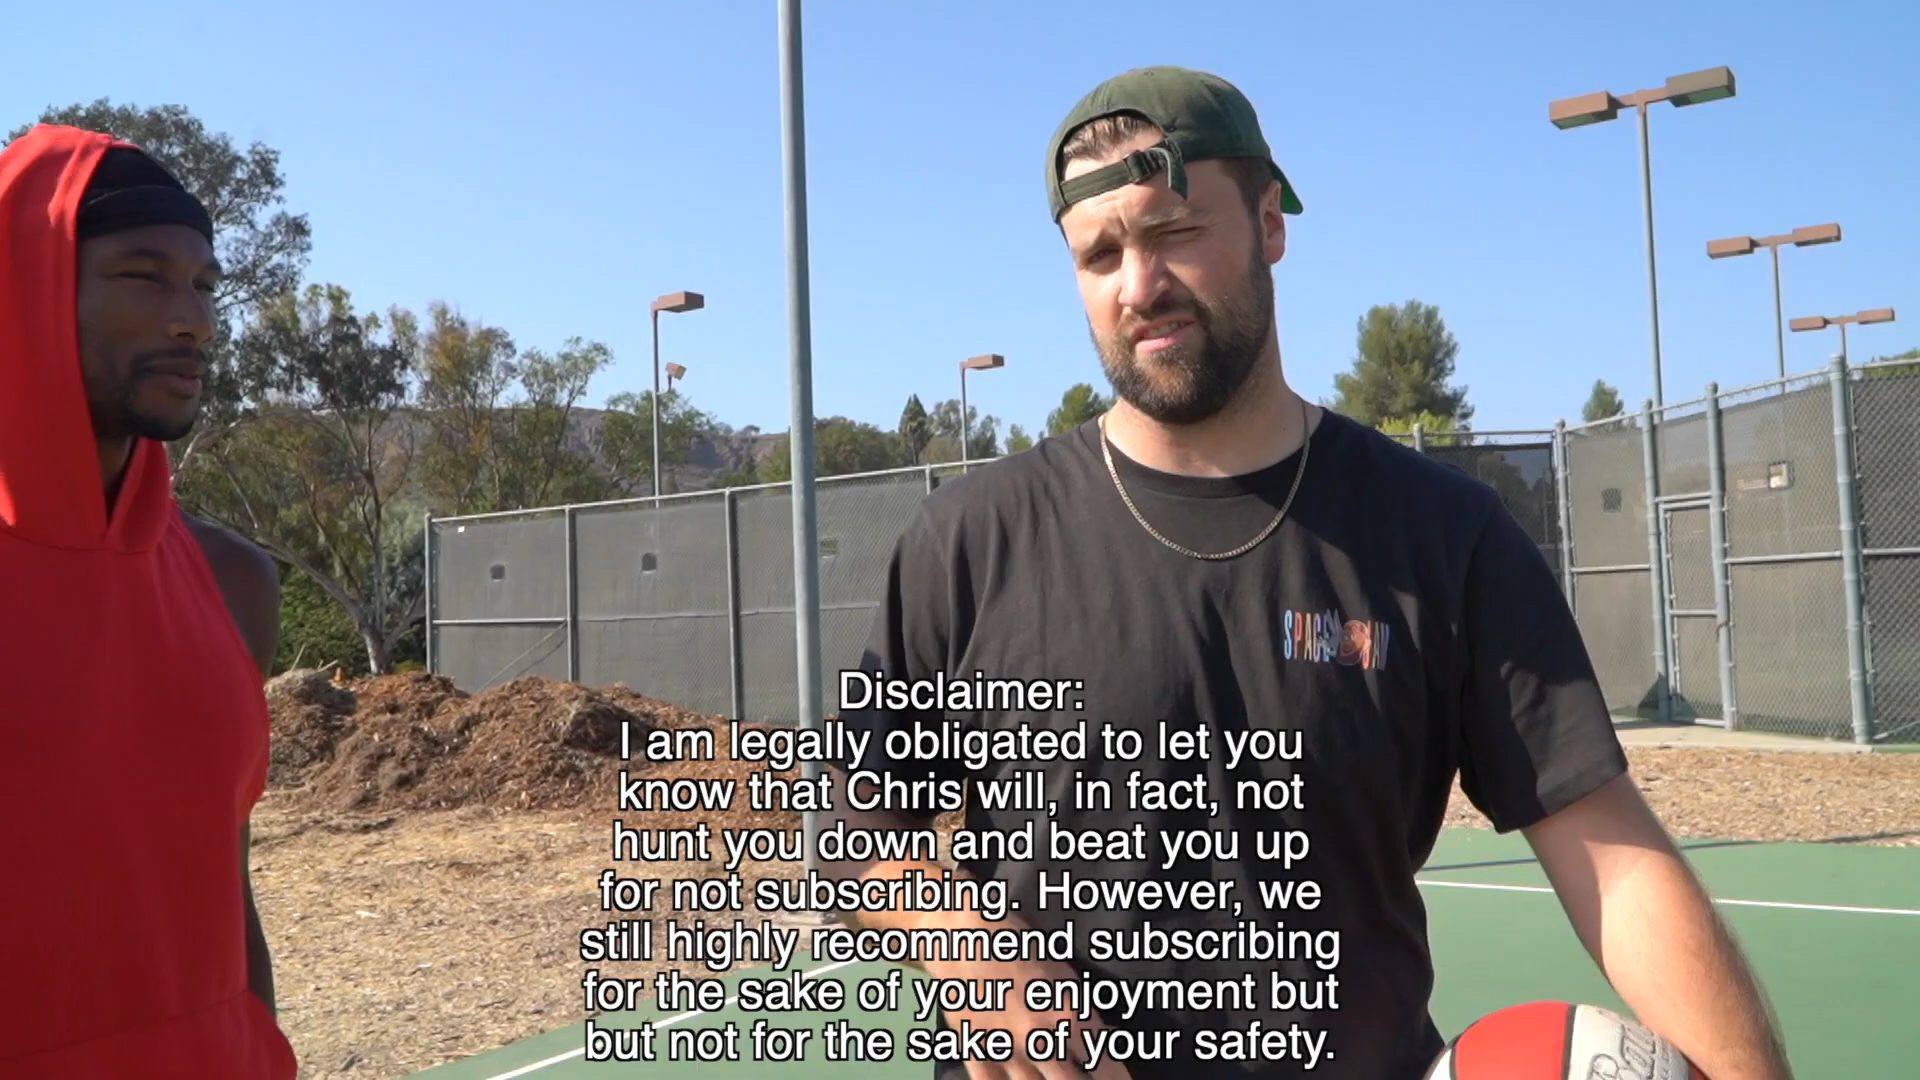 SPACE JAM
Disclaimer:
I am legally obligated to let you
know that Chris will, in fact, not
hunt you down and beat you up
for not subscribing. However, we
still highly recommend subscribing
for the sake of your enjoyment but
but not for the sake of your safety.